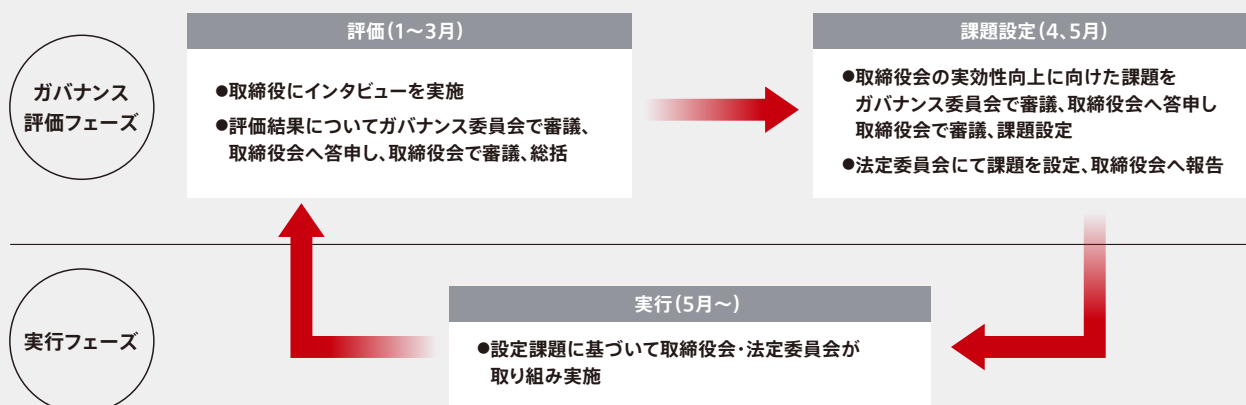 ガバナンス
評価フェーズ
評価(1〜3月)
●取締役にインタビューを実施
●評価結果についてガバナンス委員会で審議、
取締役会へ答申し、取締役会で審議、総括
課題設定(4、5月)
●取締役会の実効性向上に向けた課題を
ガバナンス委員会で審議、取締役会へ答申し
取締役会で審議、課題設定
●法定委員会にて課題を設定、取締役会へ報告
実行フェーズ
実行(5月〜)
●設定課題に基づいて取締役会・法定委員会が
取り組み実施